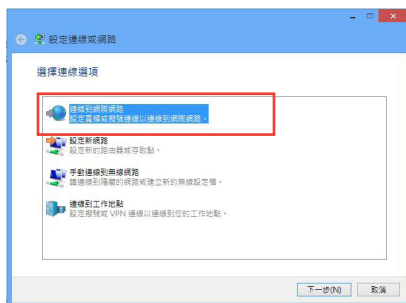 設定連線或網路
選擇連線選項
連線到網際網路
設定寬頻或撥號連線以連線到網際網路。
設定新網路
設定新的路由器或存取點。
手動連線到無線網路
請連線到隱藏的網路或建立新的無線設定檔。
連線到工作地點
設定撥號或 VPN 連線以連線到您的工作地點。
下一步(N)
取消